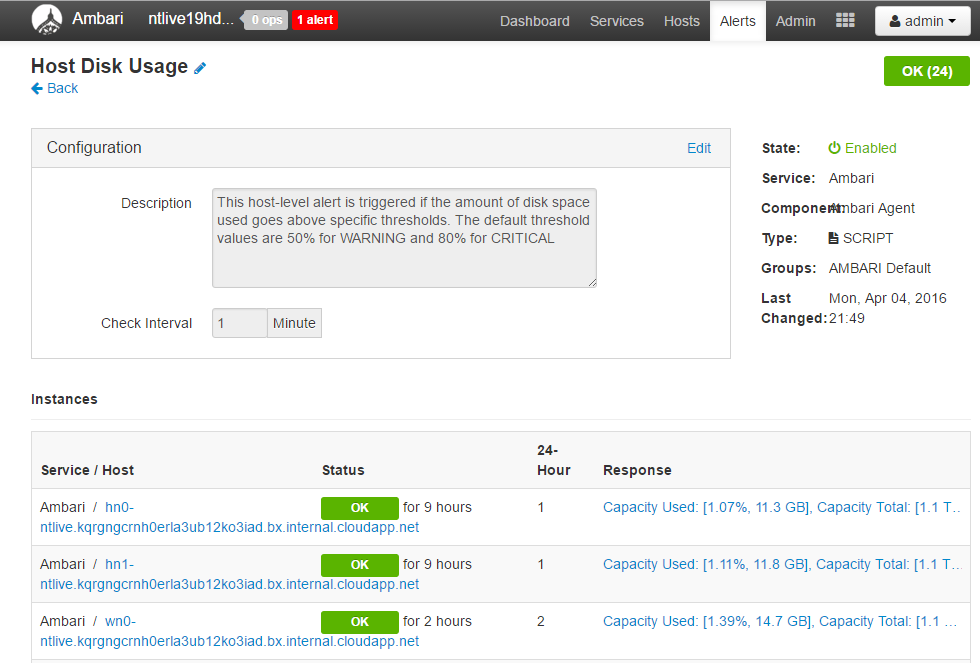 Ambari ntlive19hd... 0 ops 1 alert Dashboard Services Hosts Alerts Admin admin
Host Disk Usage
OK (24)
Back
Configuration Edit
Description
This host-level alert is triggered if the amount of disk space
used goes above specific thresholds. The default threshold
values are 50% for WARNING and 80% for CRITICAL
Check Interval 1 Minute
State: Enabled
Service: Ambari
Component: Ambari Agent
Type: SCRIPT
Groups: AMBARI Default
Last Mon, Apr 04, 2016
Changed: 21:49
Instances
24-
Service / Host Status Hour Response
Ambari / hn0- OK for 9 hours 1 Capacity Used: [1.07%, 11.3 GB], Capacity Total: [1.1 T...
ntlive.kqrgngcrnh0erla3ub12ko3iad.bx.internal.cloudapp.net
Ambari / hn1- OK for 9 hours 1 Capacity Used: [1.11%, 11.8 GB], Capacity Total: [1.1 T...
ntlive.kqrgngcrnh0erla3ub12ko3iad.bx.internal.cloudapp.net
Ambari / wn0- OK for 2 hours 2 Capacity Used: [1.39%, 14.7 GB], Capacity Total: [1.1 ...
ntlive.kqrgngcrnh0erla3ub12ko3iad.bx.internal.cloudapp.net